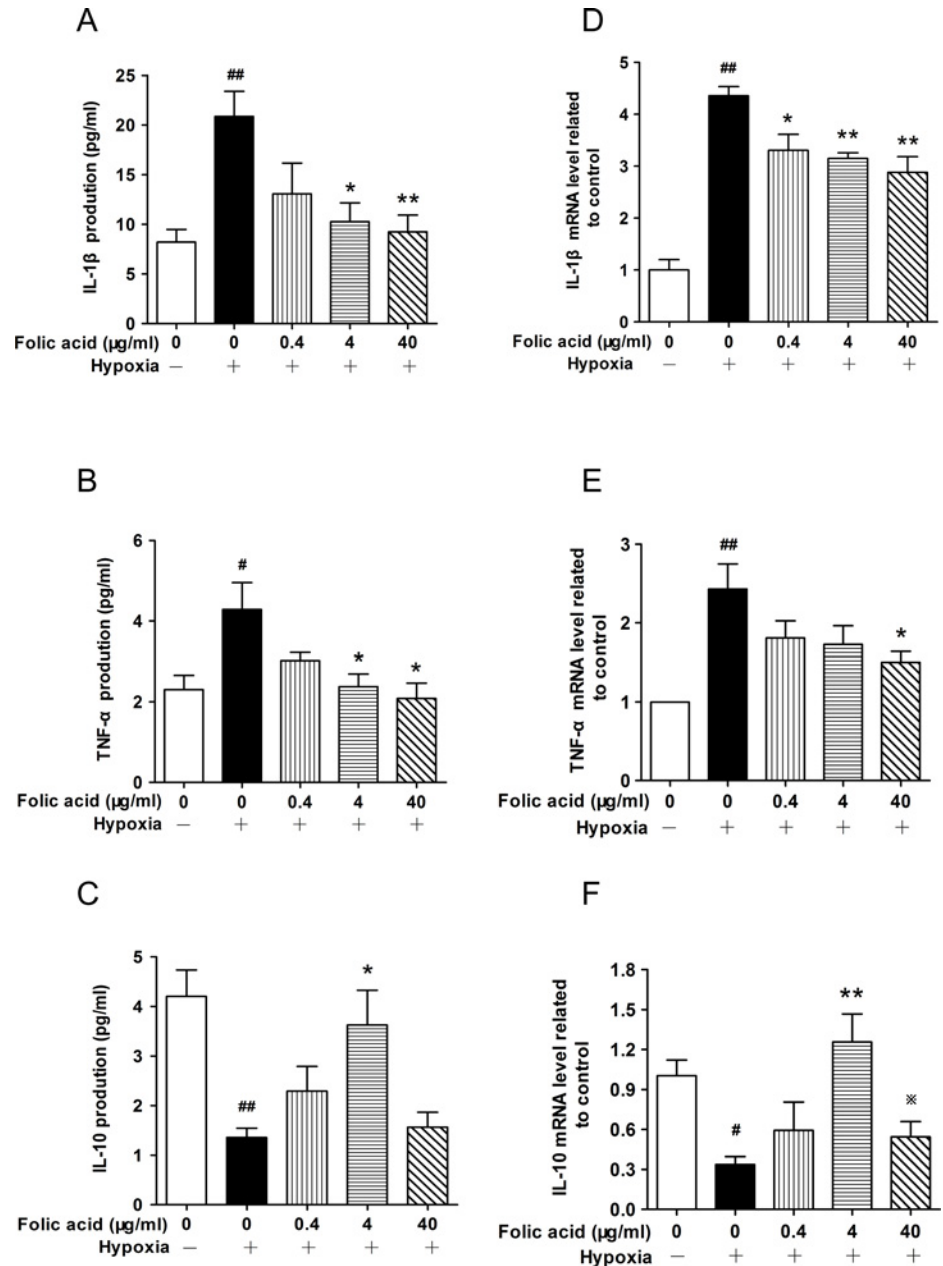 A
IL-1β prodution (pg/ml)
25
20
15
10
5
0
##
*
**
Folic acid (μg/ml) 0 0 0.4 4 40
Hypoxia — + + + +
D
IL-1β mRNA level related
to control
5
4
3
2
1
0
##
*
**
**
Folic acid (μg/ml) 0 0 0.4 4 40
Hypoxia — + + + +
B
TNF-α prodution (pg/ml)
6
4
2
0
#
*
*
Folic acid (μg/ml) 0 0 0.4 4 40
Hypoxia — + + + +
E
TNF-α mRNA level related
to control
3
2
1
0
##
*
Folic acid (μg/ml) 0 0 0.4 4 40
Hypoxia — + + + +
C
IL-10 prodution (pg/ml)
5
4
3
2
1
0
##
*
Folic acid (μg/ml) 0 0 0.4 4 40
Hypoxia — + + + +
F
IL-10 mRNA level related
to control
1.8
1.5
1.2
0.9
0.6
0.3
0.0
#
**
※
Folic acid (μg/ml) 0 0 0.4 4 40
Hypoxia — + + + +